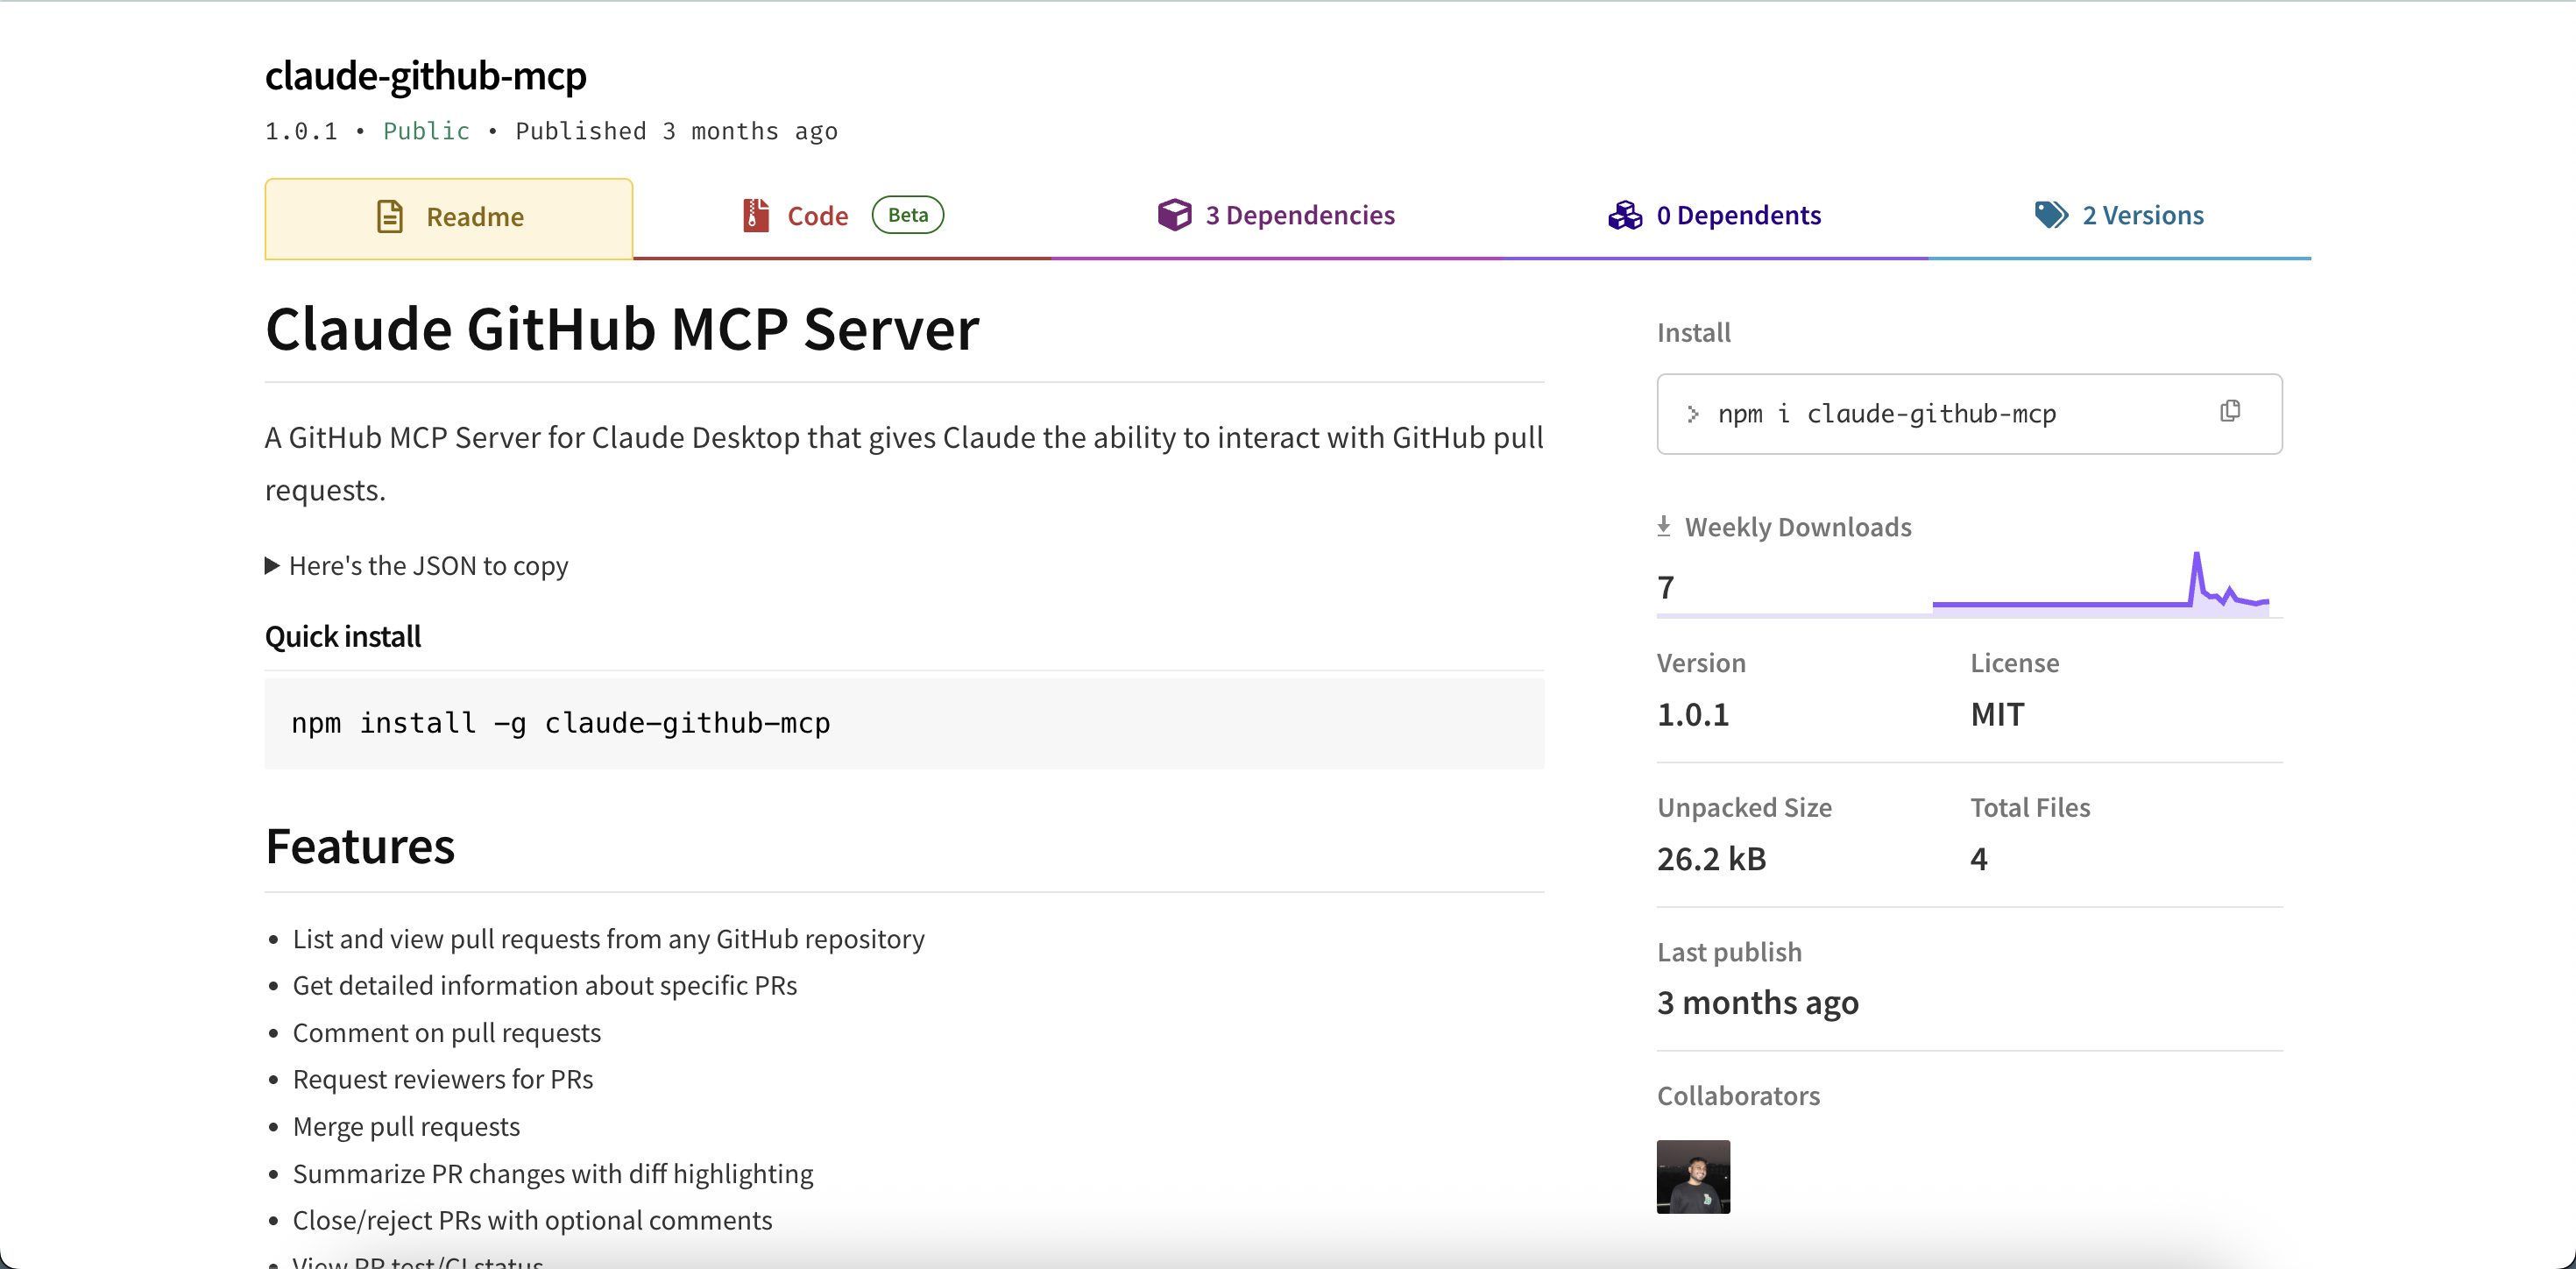 claude-github-mcp
1.0.1 • Public • Published 3 months ago
Readme
Code Beta
3 Dependencies
0 Dependents
2 Versions
Claude GitHub MCP Server
A GitHub MCP Server for Claude Desktop that gives Claude the ability to interact with GitHub pull
requests.
▶ Here's the JSON to copy
Quick install
npm install -g claude-github-mcp
Features
• List and view pull requests from any GitHub repository
• Get detailed information about specific PRs
• Comment on pull requests
• Request reviewers for PRs
• Merge pull requests
• Summarize PR changes with diff highlighting
• Close/reject PRs with optional comments
• View PR test/CI status
Install
> npm i claude-github-mcp
Weekly Downloads
7
Version
1.0.1
License
MIT
Unpacked Size
26.2 kB
Total Files
4
Last publish
3 months ago
Collaborators